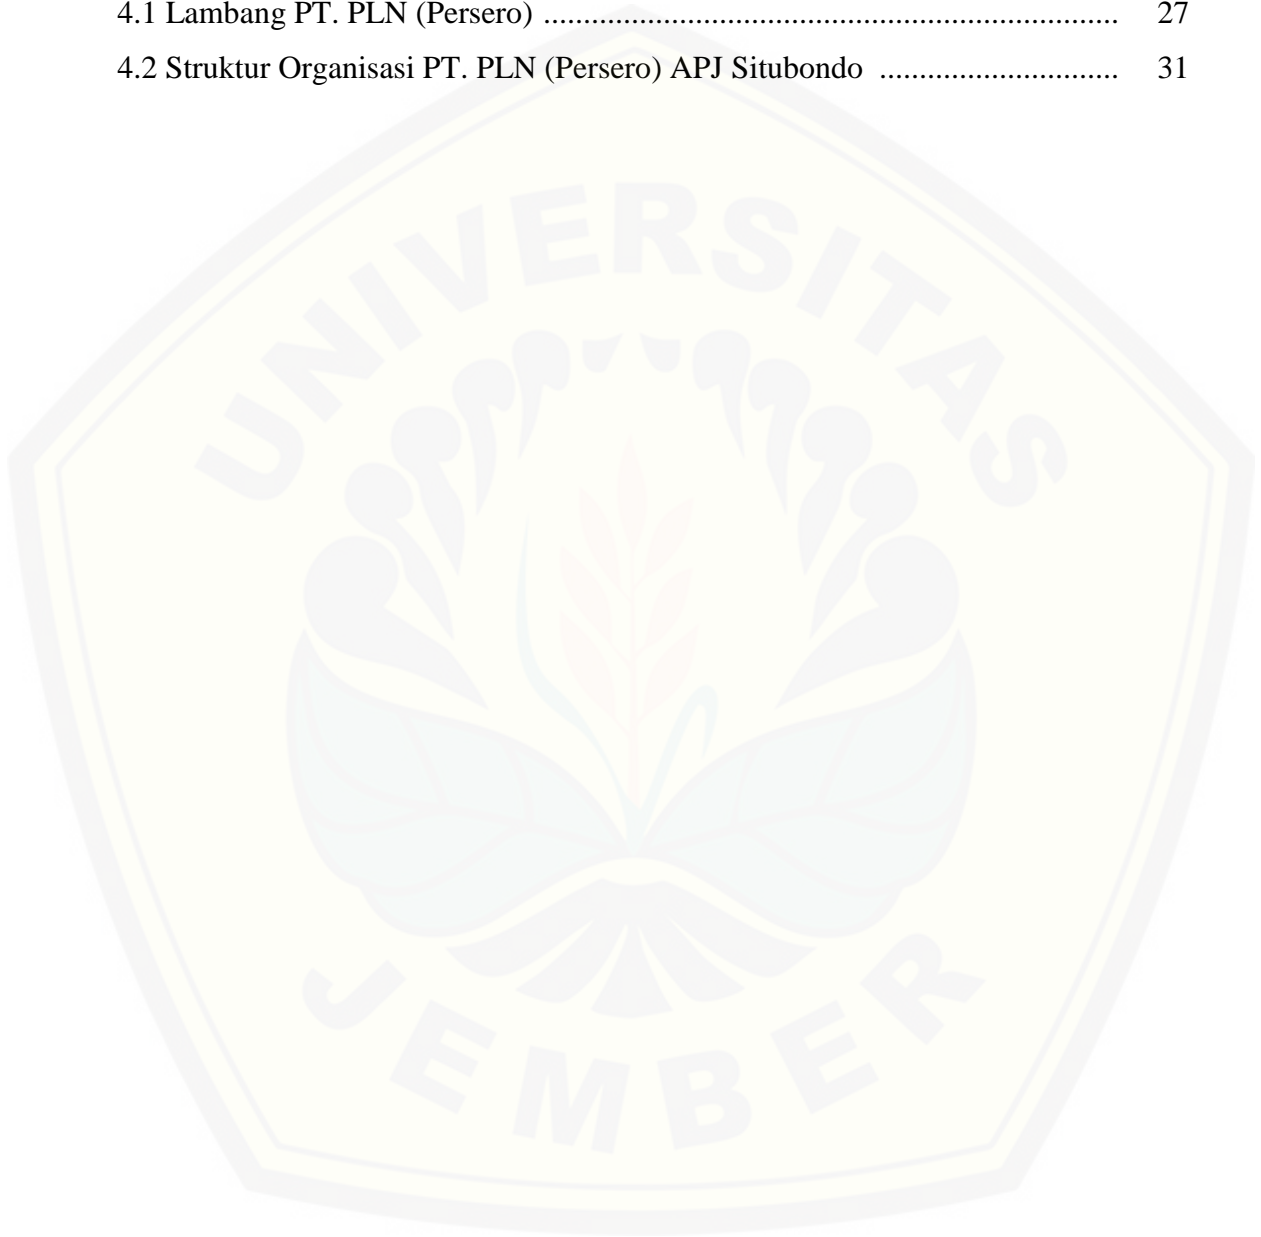 4.1 Lambang PT. PLN (Persero) ........................................................................... 27
4.2 Struktur Organisasi PT. PLN (Persero) APJ Situbondo ............................... 31
UNIVERSITAS
JEMBER